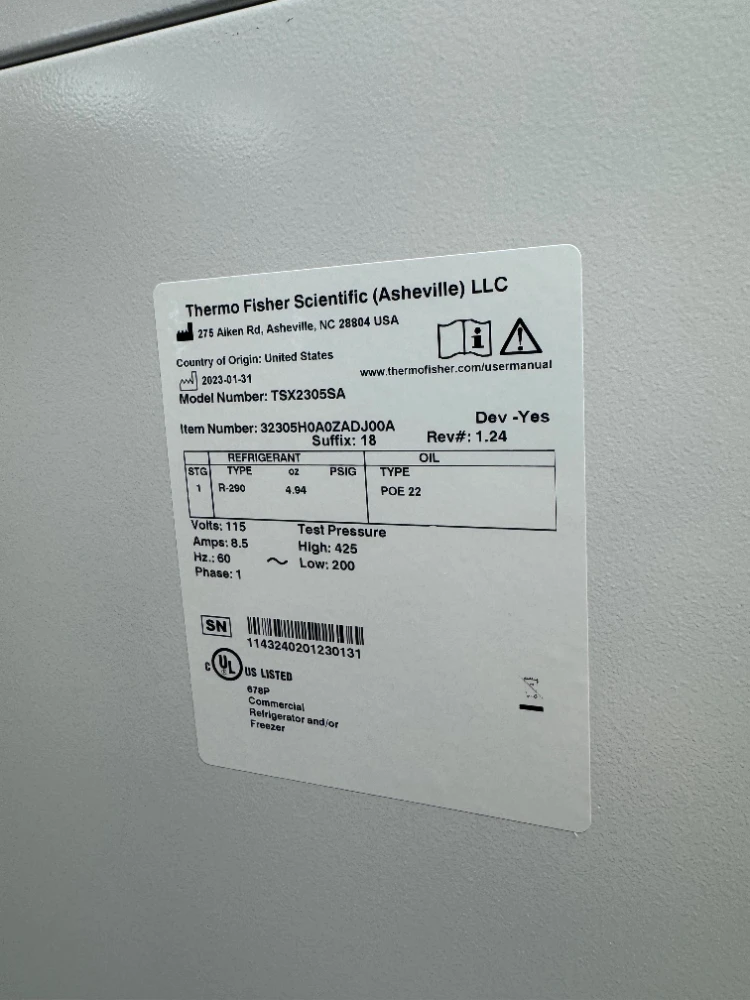 Thermo Fisher Scientific (Asheville) LLC
275 Aiken Rd, Asheville, NC 28804 USA
Country of Origin: United States
www.thermofisher.com/usermanual
2023-01-31
Model Number: TSX2305SA
Item Number: 32305H0A0ZADJ00A Dev -Yes
Suffix: 18 Rev#: 1.24
REFRIGERANT OIL
STG TYPE oz PSIG TYPE
1 R-290 4.94 POE 22
Volts: 115 Test Pressure
Amps: 8.5 High: 425
Hz.: 60 ~ Low: 200
Phase: 1
SN
1143240201230131
C UL US LISTED
678P
Commercial
Refrigerator and/or
Freezer